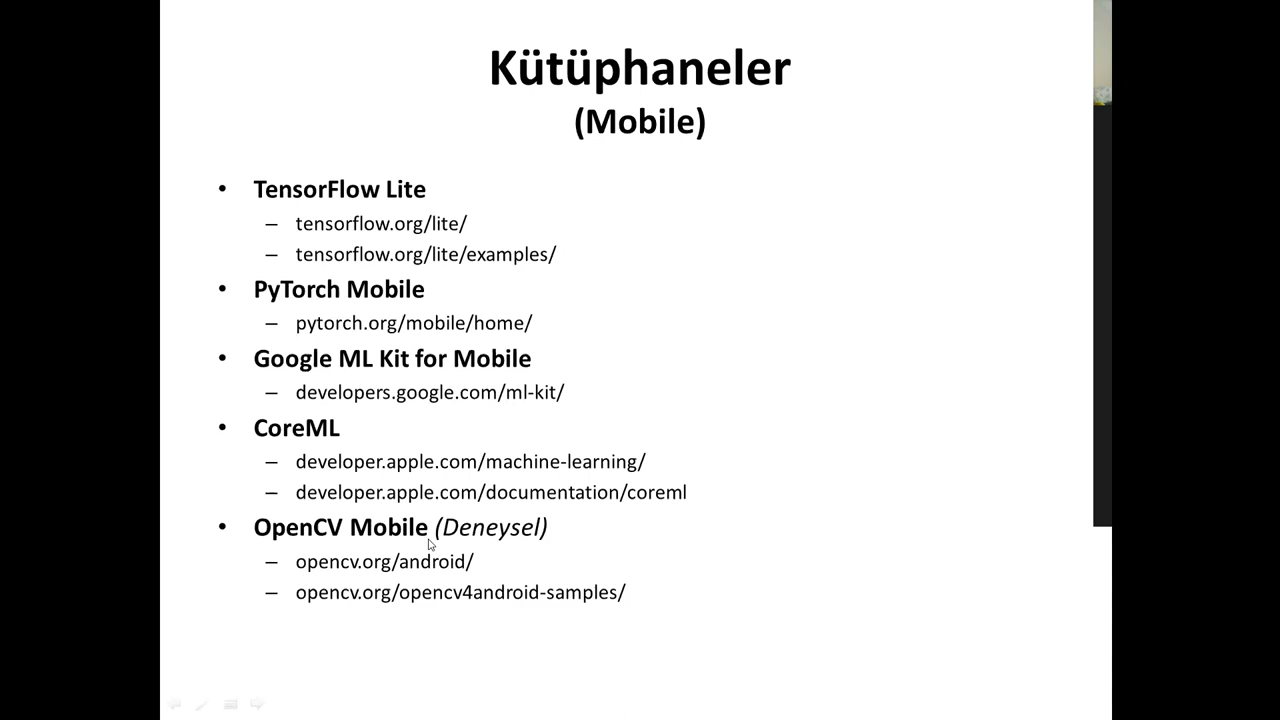 Kütüphaneler
(Mobile)
• TensorFlow Lite
– tensorflow.org/lite/
– tensorflow.org/lite/examples/
• PyTorch Mobile
– pytorch.org/mobile/home/
• Google ML Kit for Mobile
– developers.google.com/ml-kit/
• CoreML
– developer.apple.com/machine-learning/
– developer.apple.com/documentation/coreml
• OpenCV Mobile (Deneysel)
– opencv.org/android/
– opencv.org/opencv4android-samples/